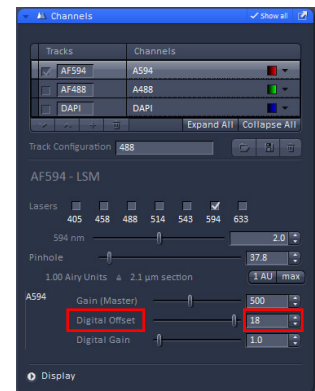 Channels Show all
Tracks Channels
AF594 A594
AF488 A488
DAPI DAPI
Expand All Collapse All
Track Configuration 488
AF594 - LSM
Lasers
405 458 488 514 543 594 633
594 nm 2.0
Pinhole 37.8
1.00 Airy Units ≙ 2.1 µm section 1 AU max
A594 Gain (Master) 500
Digital Offset 18
Digital Gain 1.0
Display